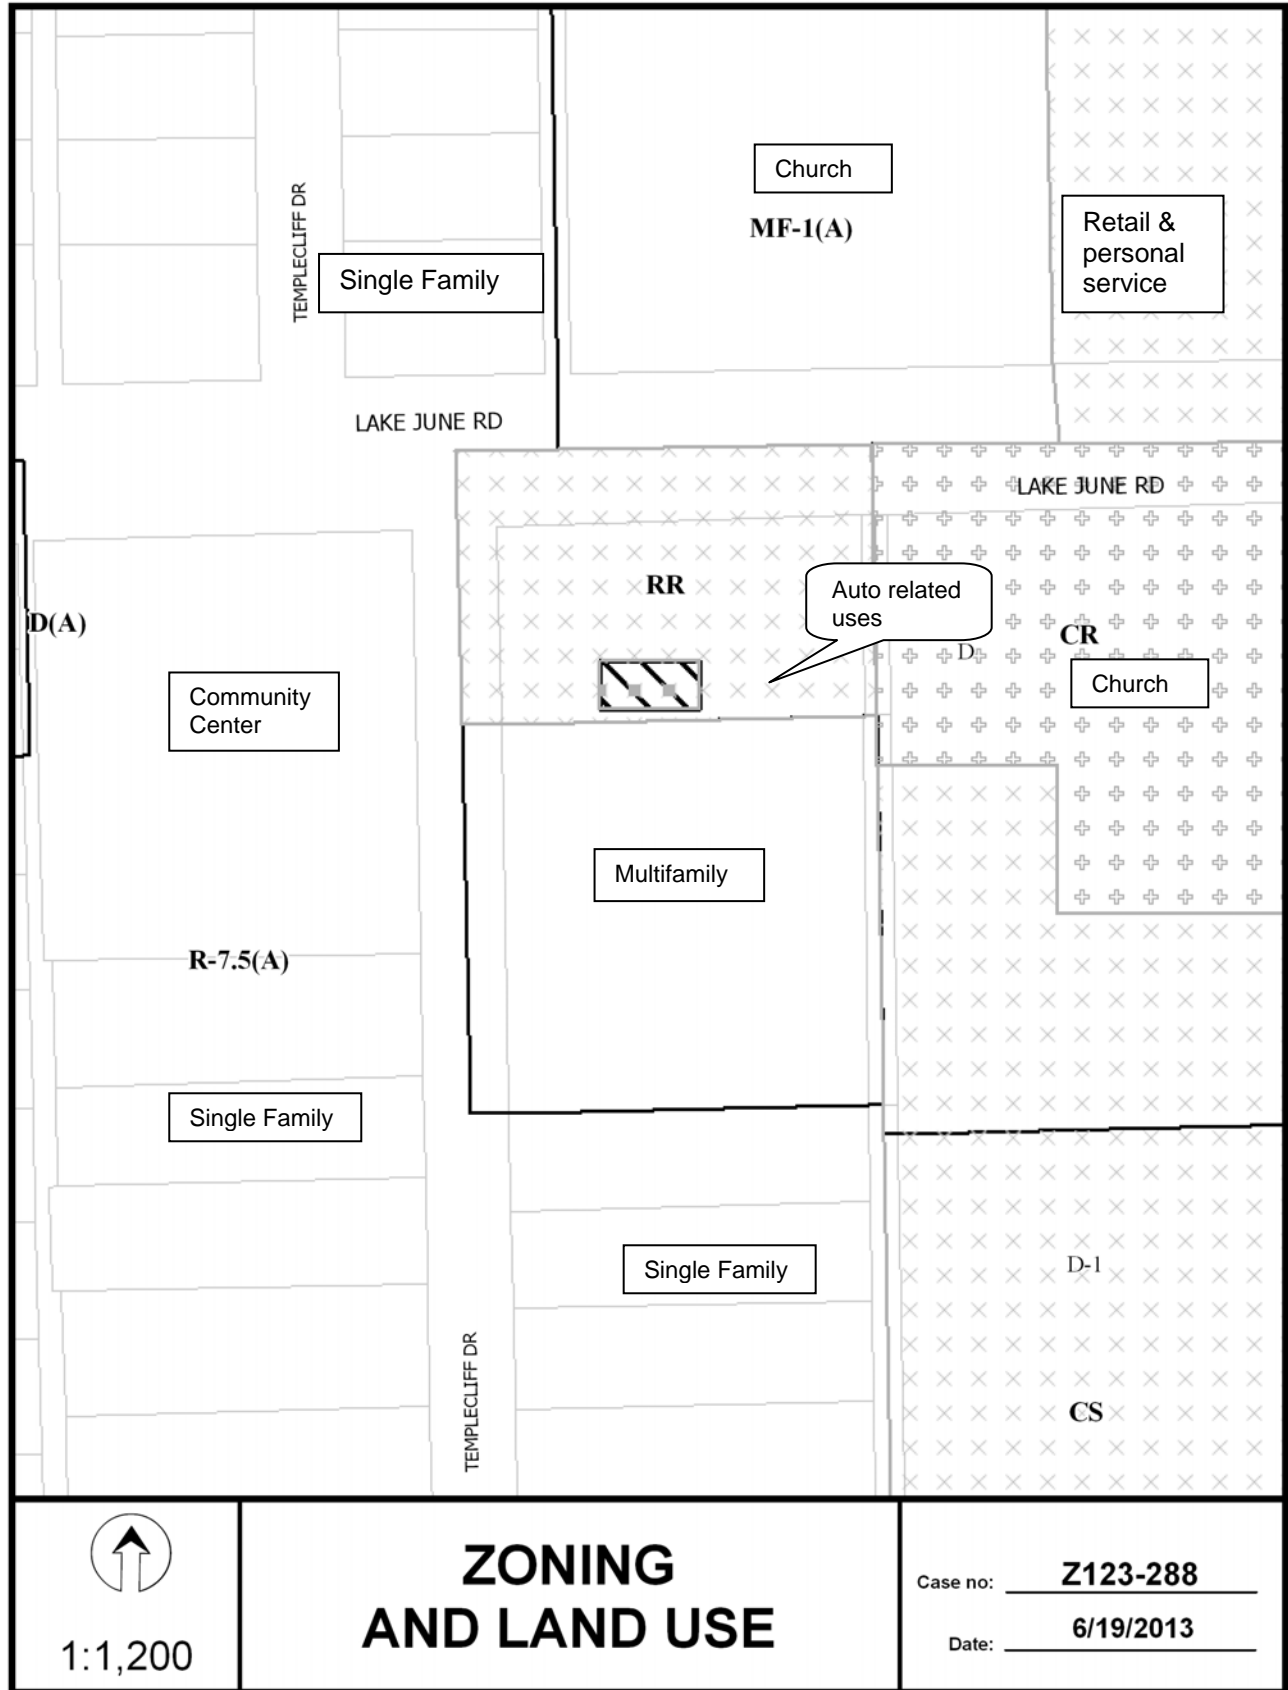 Church
MF-1(A)
Retail &
personal
service
TEMPLECLIFF DR
Single Family
LAKE JUNE RD
LAKE JUNE RD
RR
Auto related
uses
D(A)
CR
D
Church
Community
Center
Multifamily
R-7.5(A)
Single Family
Single Family
D-1
TEMPLECLIFF DR
CS
1:1,200
ZONING
AND LAND USE
Case no: Z123-288
Date: 6/19/2013